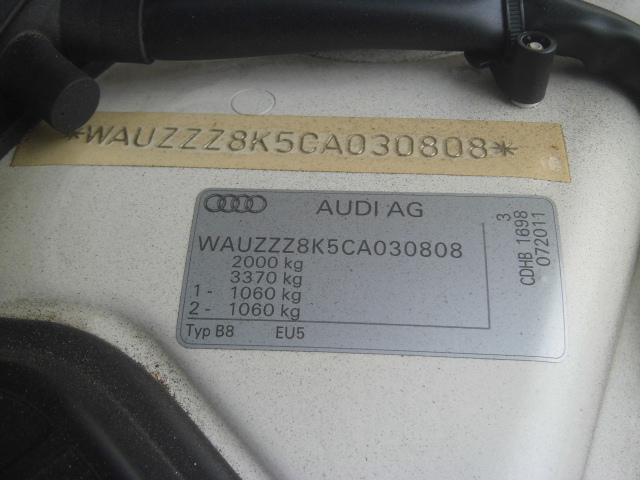 *WAUZZZ8K5CA030808*
AUDI AG
WAUZZZ8K5CA030808
2000 kg
3370 kg
1 - 1060 kg
2 - 1060 kg
Typ B8 EU5
3
CDHB 1698
072011